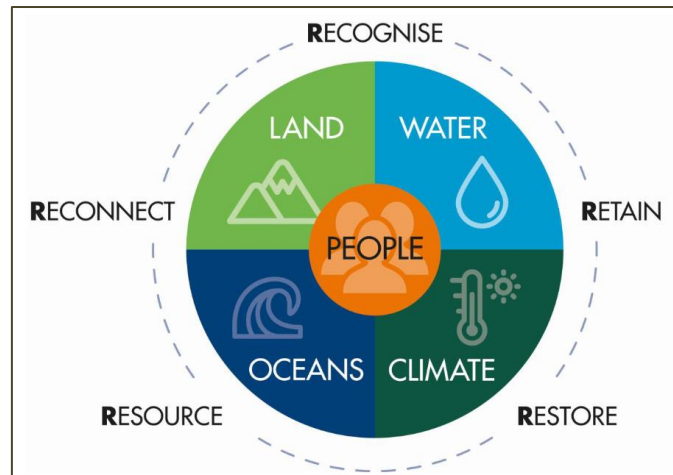 RECOGNISE
LAND
WATER
RECONNECT
RETAIN
PEOPLE
OCEANS
CLIMATE
RESOURCE
RESTORE